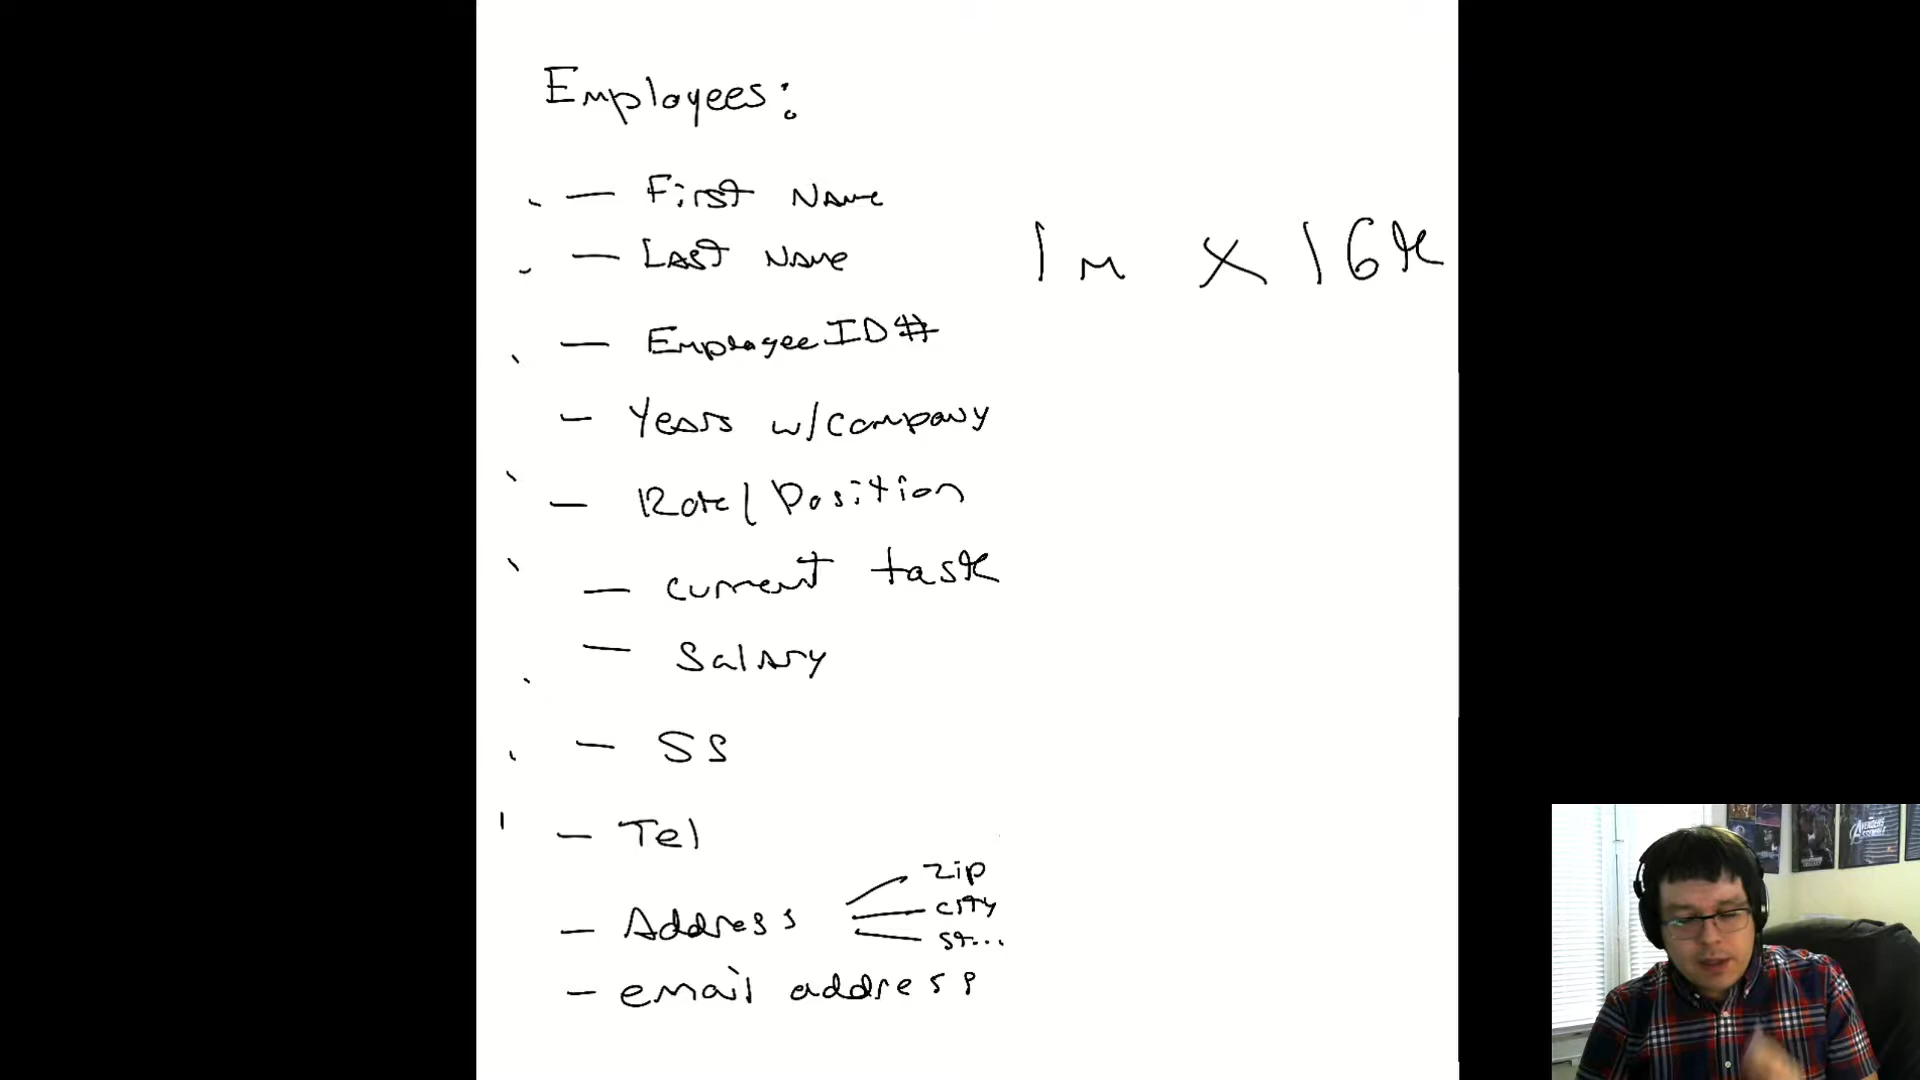 Employees:
— First Name
— Last Name
1m x 16k
— Employee ID#
- Years w/company
— Role/Position
— current task
— Salary
— SS
— Tel
— Address
Zip
city
st...
- email address
AVENGERS